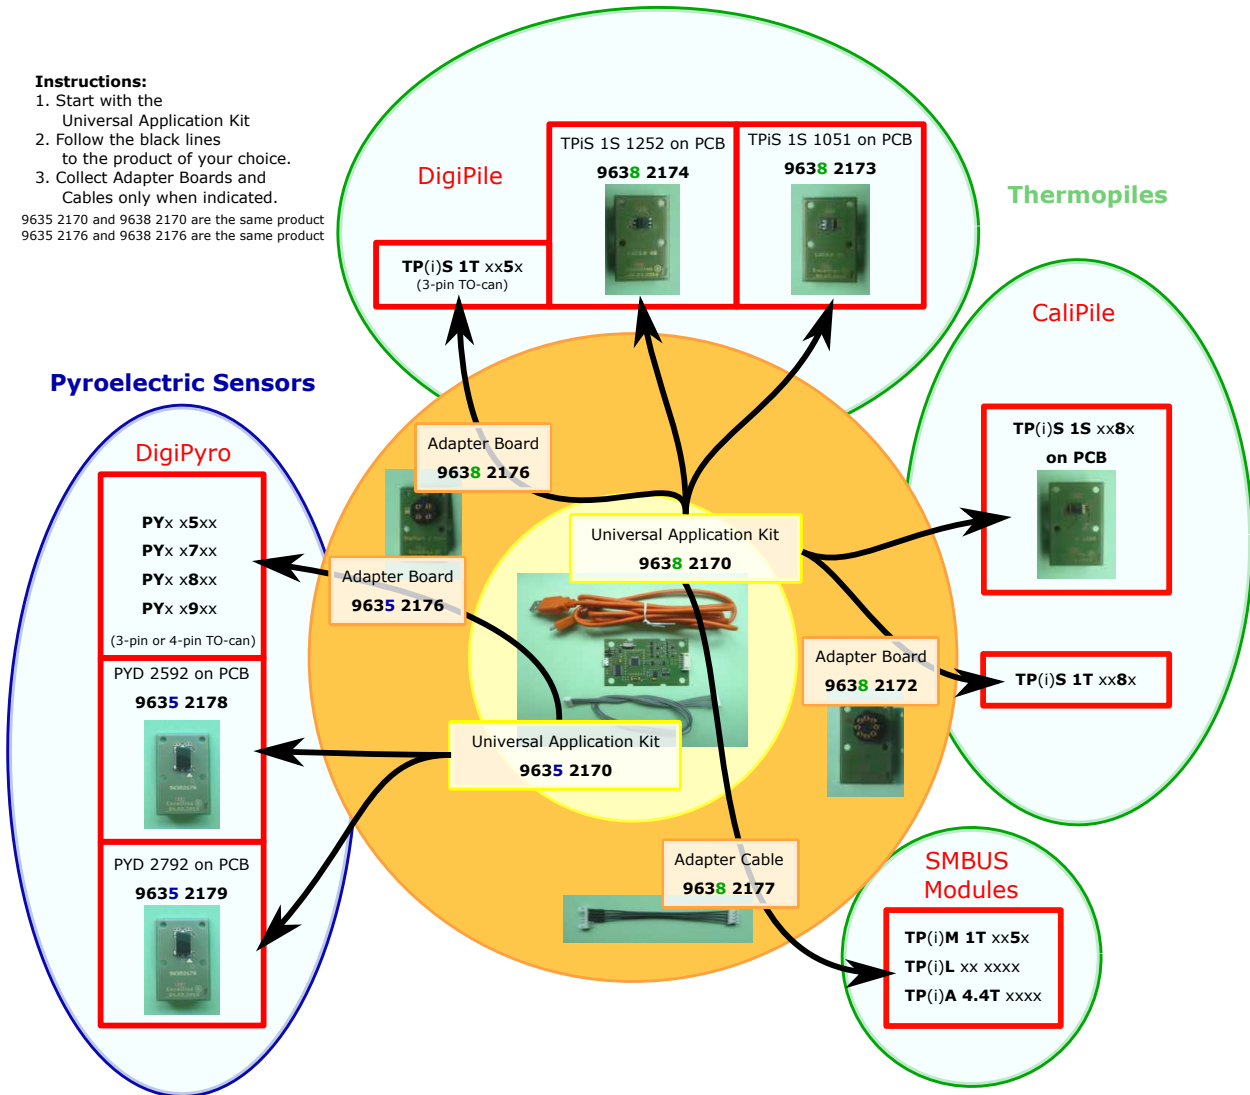 Instructions:
1. Start with the
Universal Application Kit
2. Follow the black lines
to the product of your choice.
3. Collect Adapter Boards and
Cables only when indicated.
9635 2170 and 9638 2170 are the same product
9635 2176 and 9638 2176 are the same product
DigiPile
TPiS 1S 1252 on PCB
9638 2174
TPiS 1S 1051 on PCB
9638 2173
TP(i)S 1T xx5x
(3-pin TO-can)
Thermopiles
CaliPile
TP(i)S 1S xx8x
on PCB
TP(i)S 1T xx8x
Pyroelectric Sensors
DigiPyro
PYx x5xx
PYx x7xx
PYx x8xx
PYx x9xx
(3-pin or 4-pin TO-can)
PYD 2592 on PCB
9635 2178
PYD 2792 on PCB
9635 2179
Adapter Board
9638 2176
Adapter Board
9635 2176
Universal Application Kit
9638 2170
Universal Application Kit
9635 2170
Adapter Board
9638 2172
Adapter Cable
9638 2177
SMBUS
Modules
TP(i)M 1T xx5x
TP(i)L xx xxxx
TP(i)A 4.4T xxxx